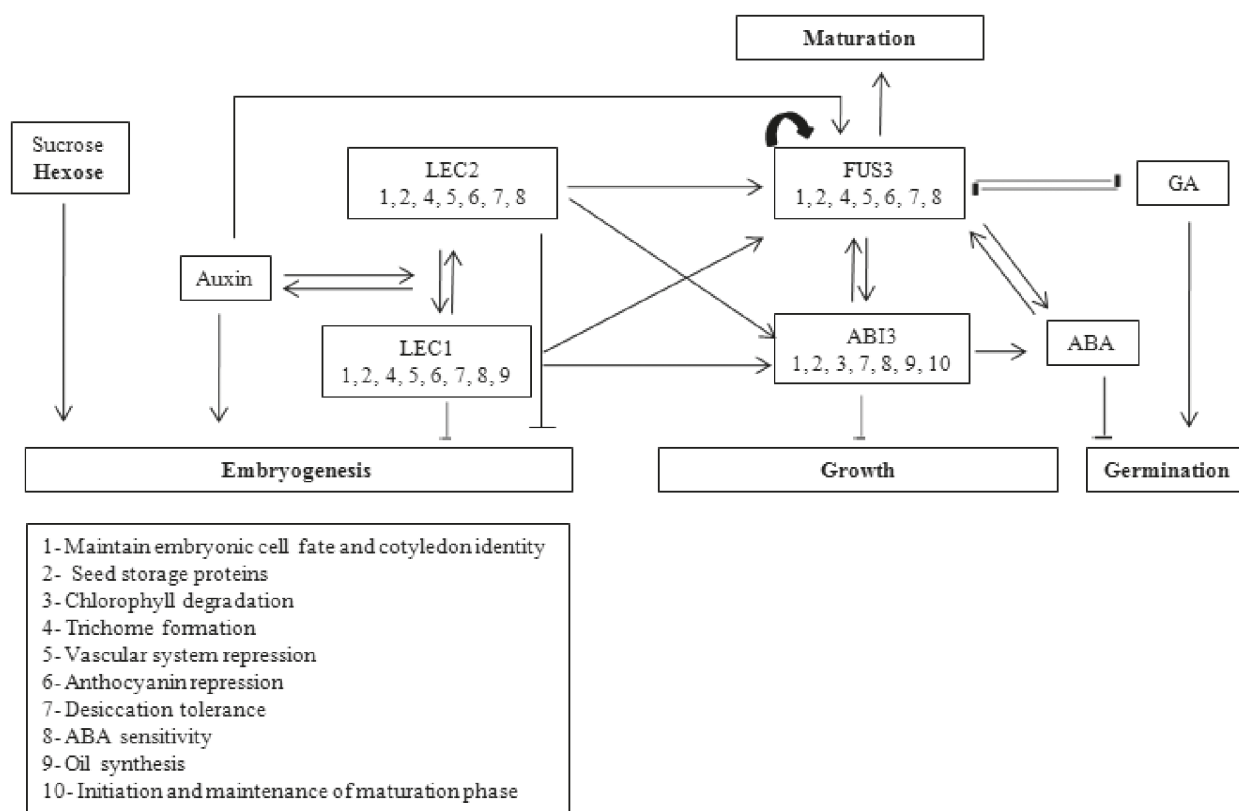 Maturation
Sucrose
Hexose
LEC2
1, 2, 4, 5, 6, 7, 8
FUS3
1, 2, 4, 5, 6, 7, 8
GA
Auxin
LEC1
1, 2, 4, 5, 6, 7, 8, 9
ABI3
1, 2, 3, 7, 8, 9, 10
ABA
Embryogenesis
Growth
Germination
1- Maintain embryonic cell fate and cotyledon identity
2- Seed storage proteins
3- Chlorophyll degradation
4- Trichome formation
5- Vascular system repression
6- Anthocyanin repression
7- Desiccation tolerance
8- ABA sensitivity
9- Oil synthesis
10- Initiation and maintenance of maturation phase